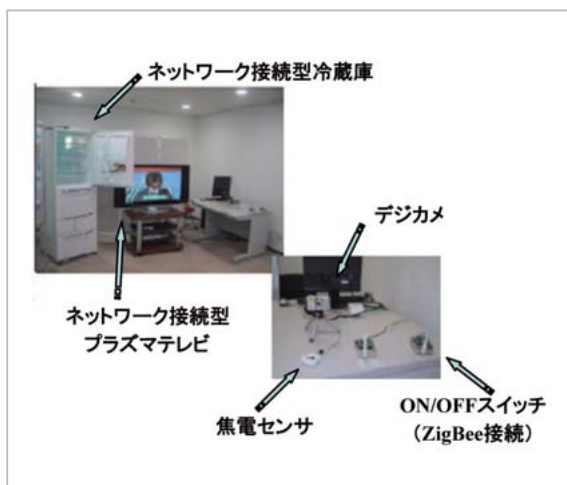 ネットワーク接続型冷蔵庫
デジカメ
ネットワーク接続型
プラズマテレビ
ON/OFFスイッチ
（ZigBee接続）
焦電センサ